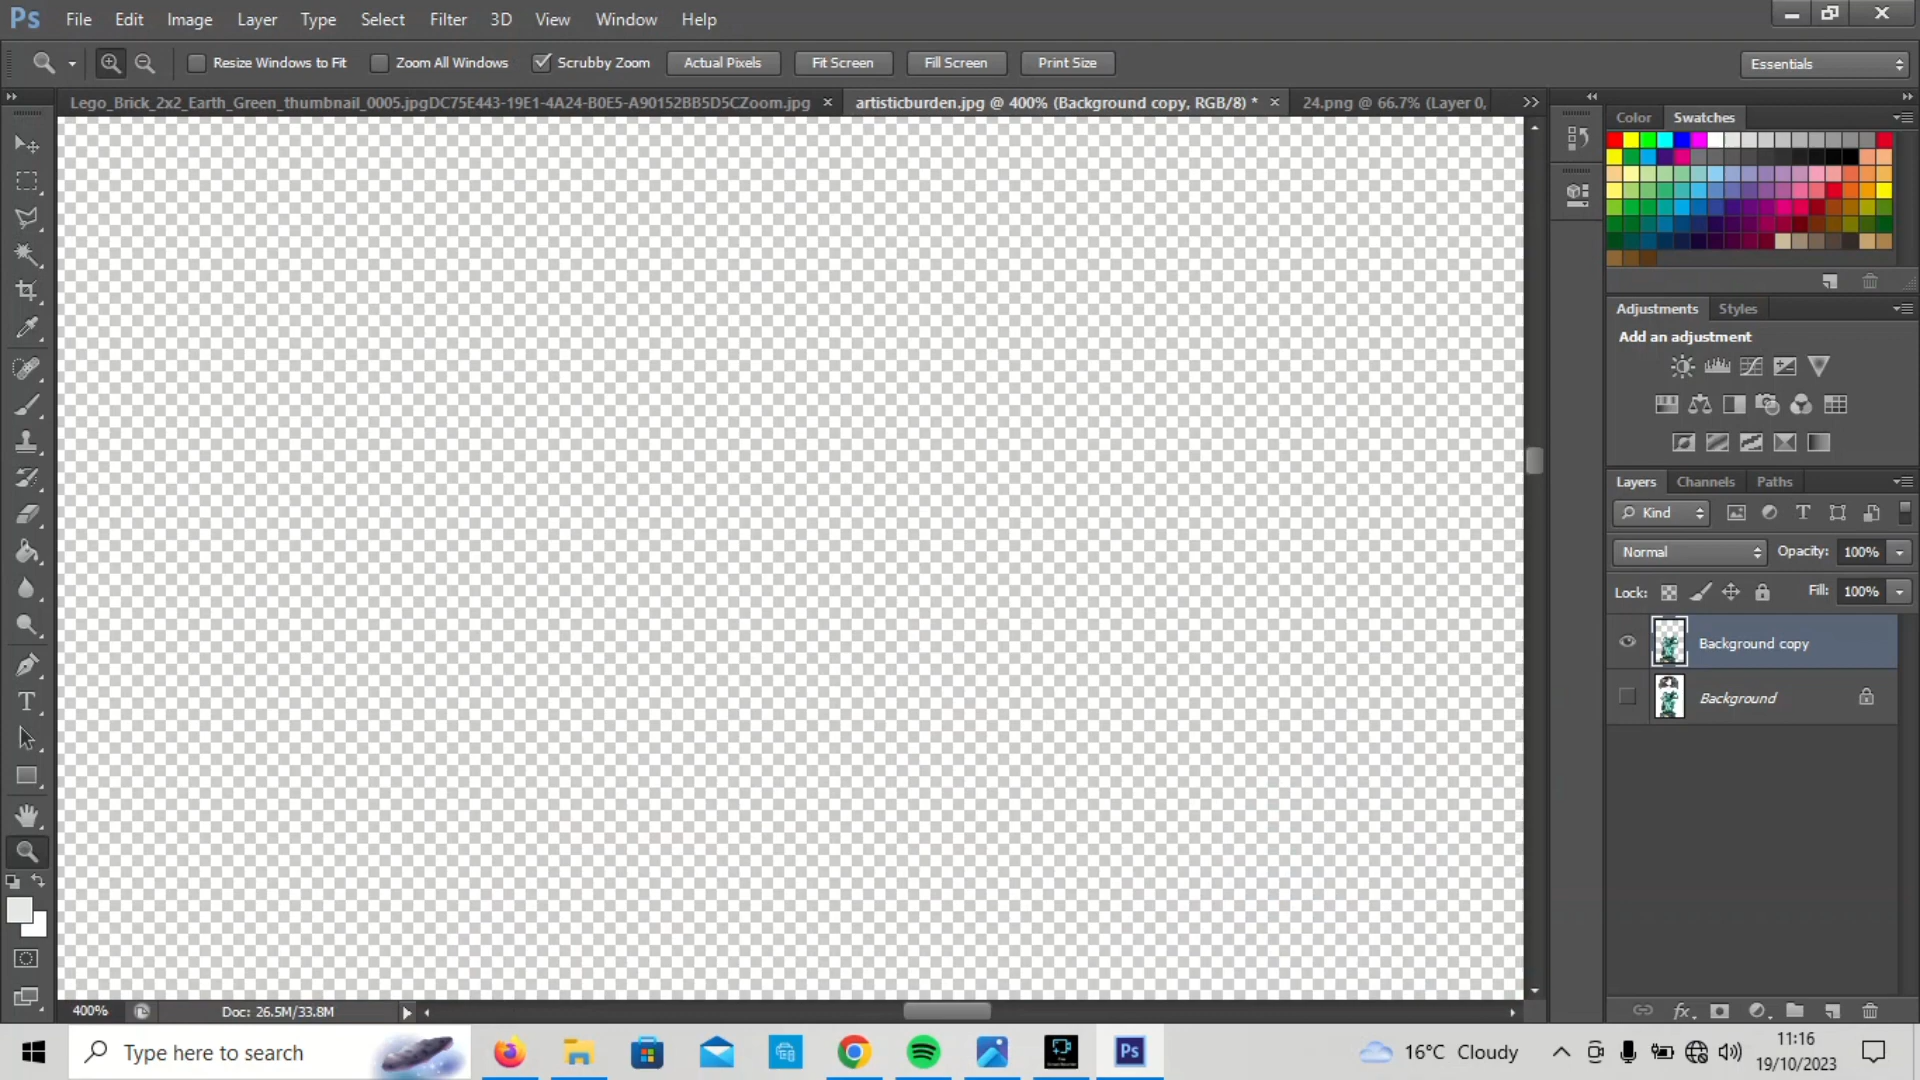 Ps File Edit Image Layer Type Select Filter 3D View Window Help
Resize Windows to Fit Zoom All Windows Scrubby Zoom Actual Pixels Fit Screen Fill Screen Print Size Essentials
Lego_Brick_2x2_Earth_Green_thumbnail_0005.jpgDC75E443-19E1-4A24-B0E5-A90152BB5D5CZoom.jpg × artisticburden.jpg @ 400% (Background copy, RGB/8) * × 24.png @ 66.7% (Layer 0,
Color Swatches
Adjustments Styles
Add an adjustment
Layers Channels Paths
Kind
Normal Opacity: 100%
Lock: Fill: 100%
Background copy
Background
T
400% Doc: 26.5M/33.8M
fx
Type here to search
Ps
16°C Cloudy
11:16
19/10/2023